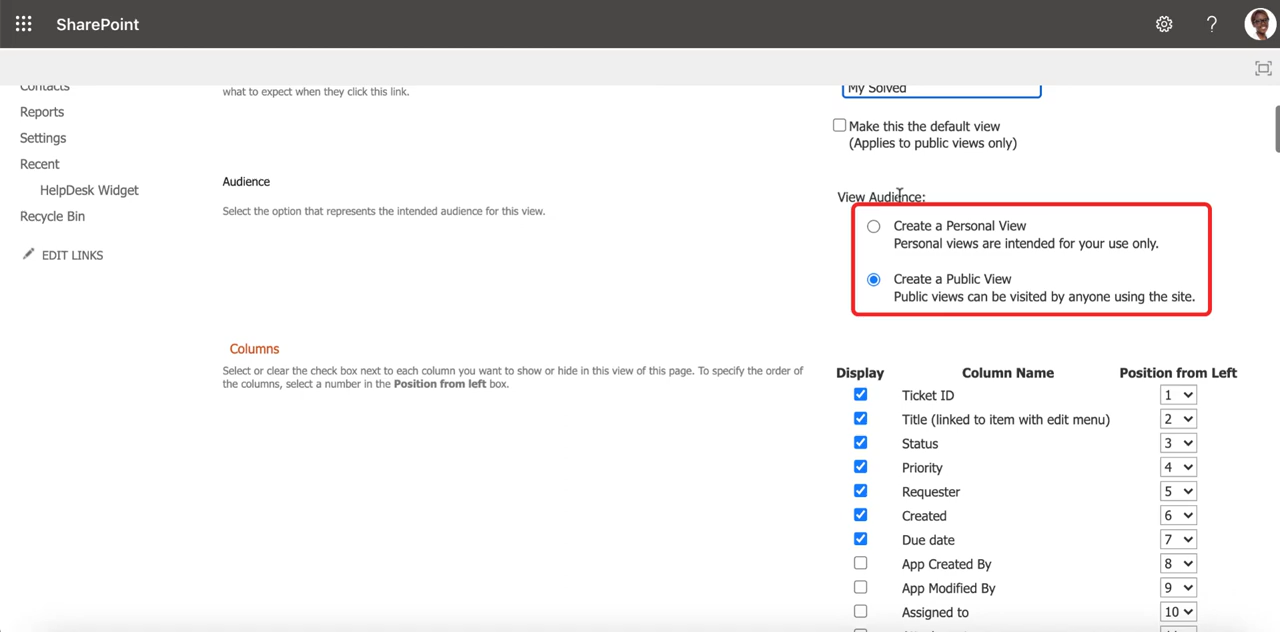 SharePoint
?
Contacts
Reports
Settings
Recent
HelpDesk Widget
Recycle Bin
EDIT LINKS
what to expect when they click this link.
My Solved
Make this the default view
(Applies to public views only)
Audience
Select the option that represents the intended audience for this view.
View Audience:
Create a Personal View
Personal views are intended for your use only.
Create a Public View
Public views can be visited by anyone using the site.
Columns
Select or clear the check box next to each column you want to show or hide in this view of this page. To specify the order of
the columns, select a number in the Position from left box.
Display Column Name Position from Left
Ticket ID 1
Title (linked to item with edit menu) 2
Status 3
Priority 4
Requester 5
Created 6
Due date 7
App Created By 8
App Modified By 9
Assigned to 10